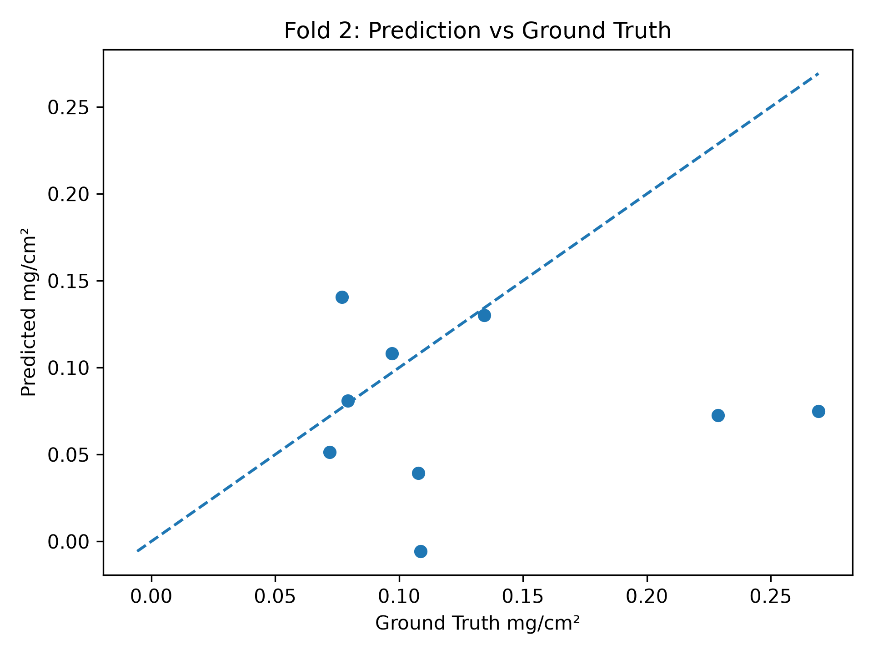 Fold 2: Prediction vs Ground Truth
Predicted mg/cm²
0.25
0.20
0.15
0.10
0.05
0.00
0.00 0.05 0.10 0.15 0.20 0.25
Ground Truth mg/cm²